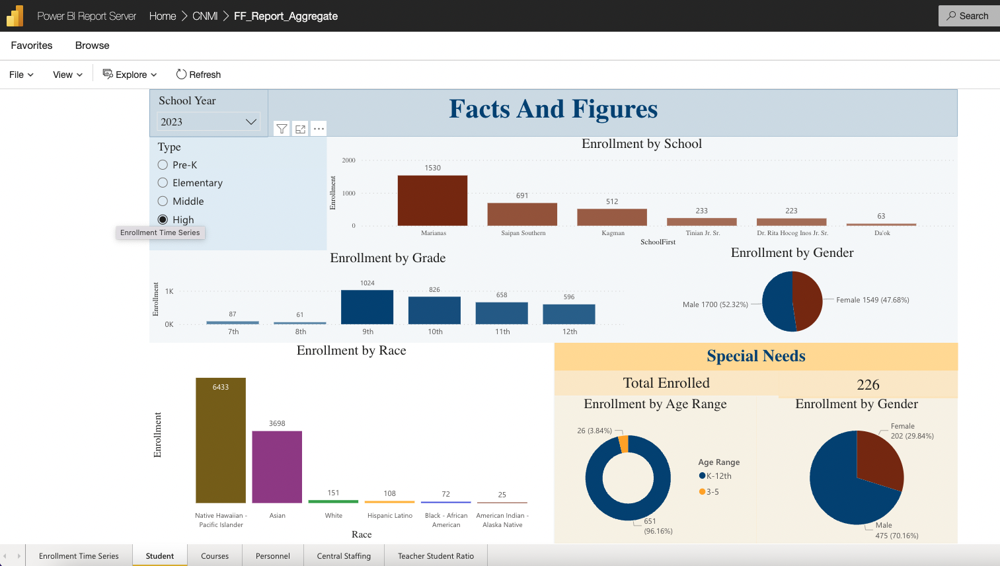 Power BI Report Server Home > CNMI > FF_Report_Aggregate
Search
Favorites Browse
File View Explore Refresh
School Year
2023
Facts And Figures
Type
Pre-K
Elementary
Middle
High
Enrollment Time Series
Enrollment by School
Enrollment
2000
1000
0
1530
691
512
233
223
63
Marianas
Saipan Southern
Kagman
Tinian Jr. Sr.
Dr. Rita Hocog Inos Jr. Sr.
Da'ok
SchoolFirst
Enrollment by Grade
Enrollment
1K
0K
87
61
1024
826
658
596
7th
8th
9th
10th
11th
12th
Enrollment by Gender
Male 1700 (52.32%)
Female 1549 (47.68%)
Enrollment by Race
Enrollment
6433
3698
151
108
72
25
Native Hawaiian -
Pacific Islander
Asian
White
Hispanic Latino
Black - African
American
American Indian -
Alaska Native
Race
Special Needs
Total Enrolled
226
Enrollment by Age Range
26 (3.84%)
651
(96.16%)
Age Range
K-12th
3-5
Enrollment by Gender
Female
202 (29.84%)
Male
475 (70.16%)
Enrollment Time Series
Student
Courses
Personnel
Central Staffing
Teacher Student Ratio